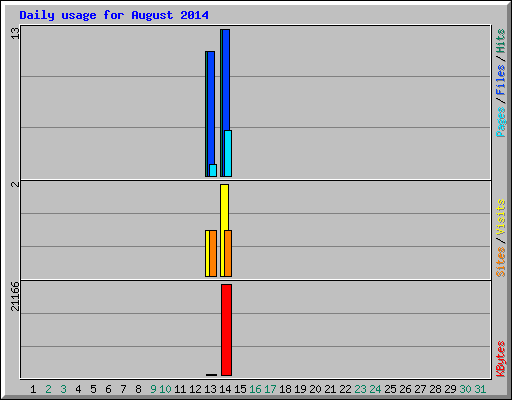 Daily usage for August 2014
13
Pages / Files / Hits
2
Sites / Visits
21166
KBytes
1 2 3 4 5 6 7 8 9 10 11 12 13 14 15 16 17 18 19 20 21 22 23 24 25 26 27 28 29 30 31